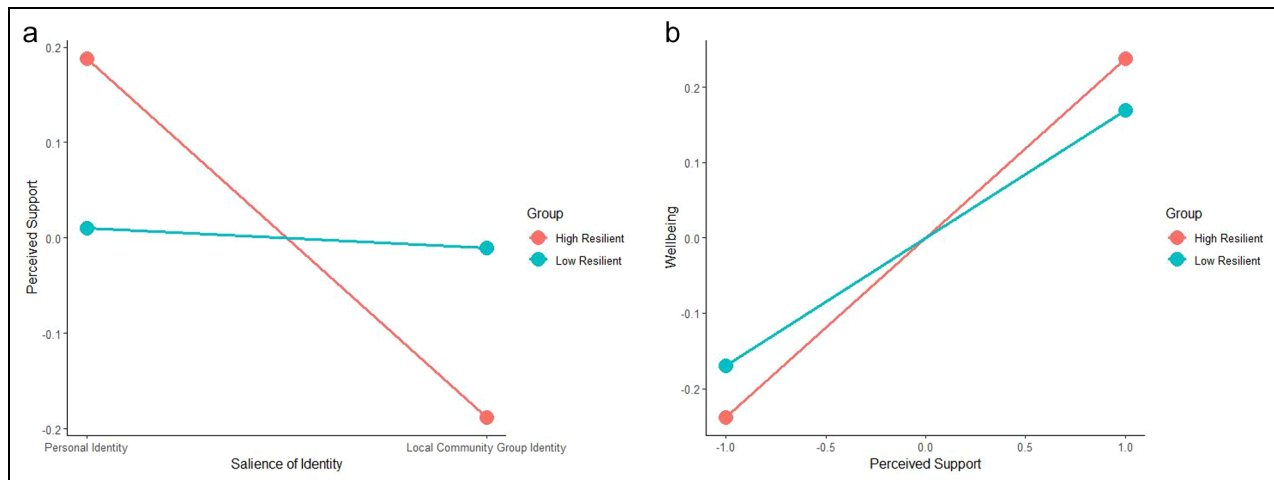 a
0.2
0.1
0.0
-0.1
-0.2
Perceived Support
Personal Identity
Local Community Group Identity
Salience of Identity
Group
High Resilient
Low Resilient
b
0.2
0.1
0.0
-0.1
-0.2
Wellbeing
-1.0
-0.5
0.0
0.5
1.0
Perceived Support
Group
High Resilient
Low Resilient